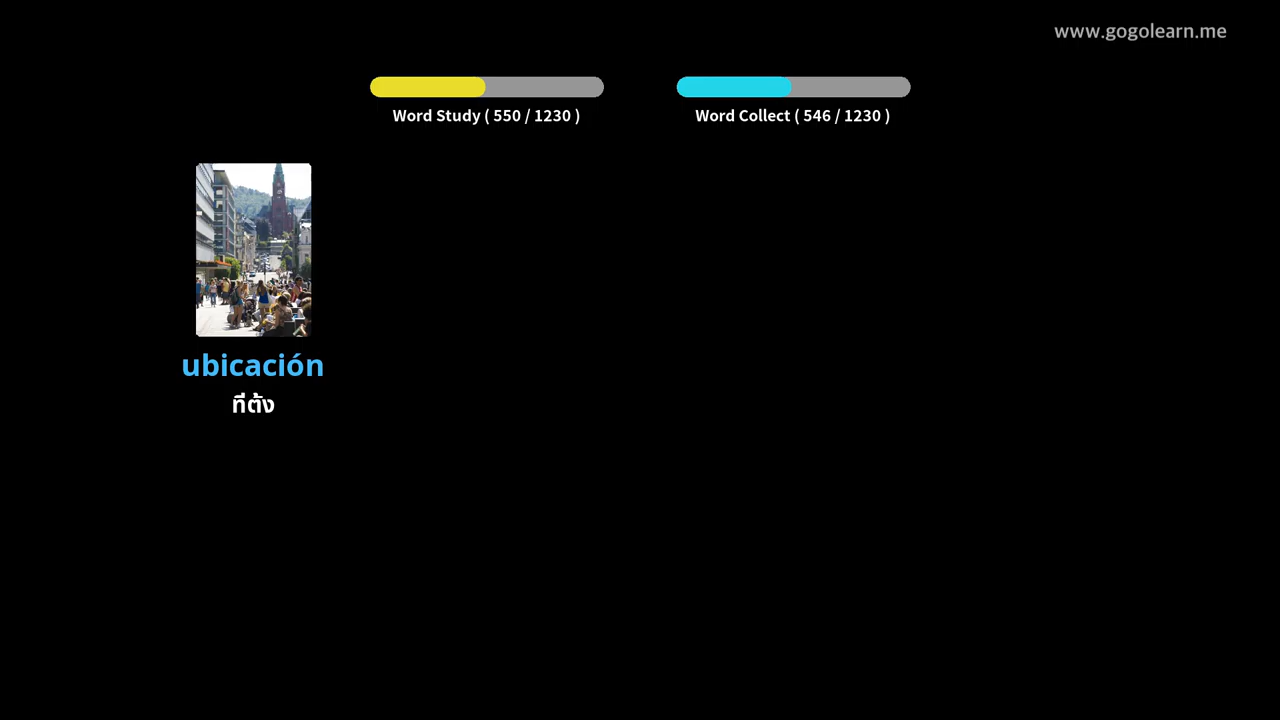 www.gogolearn.me
Word Study ( 550 / 1230 )
Word Collect ( 546 / 1230 )
ubicación
ที่ตั้ง